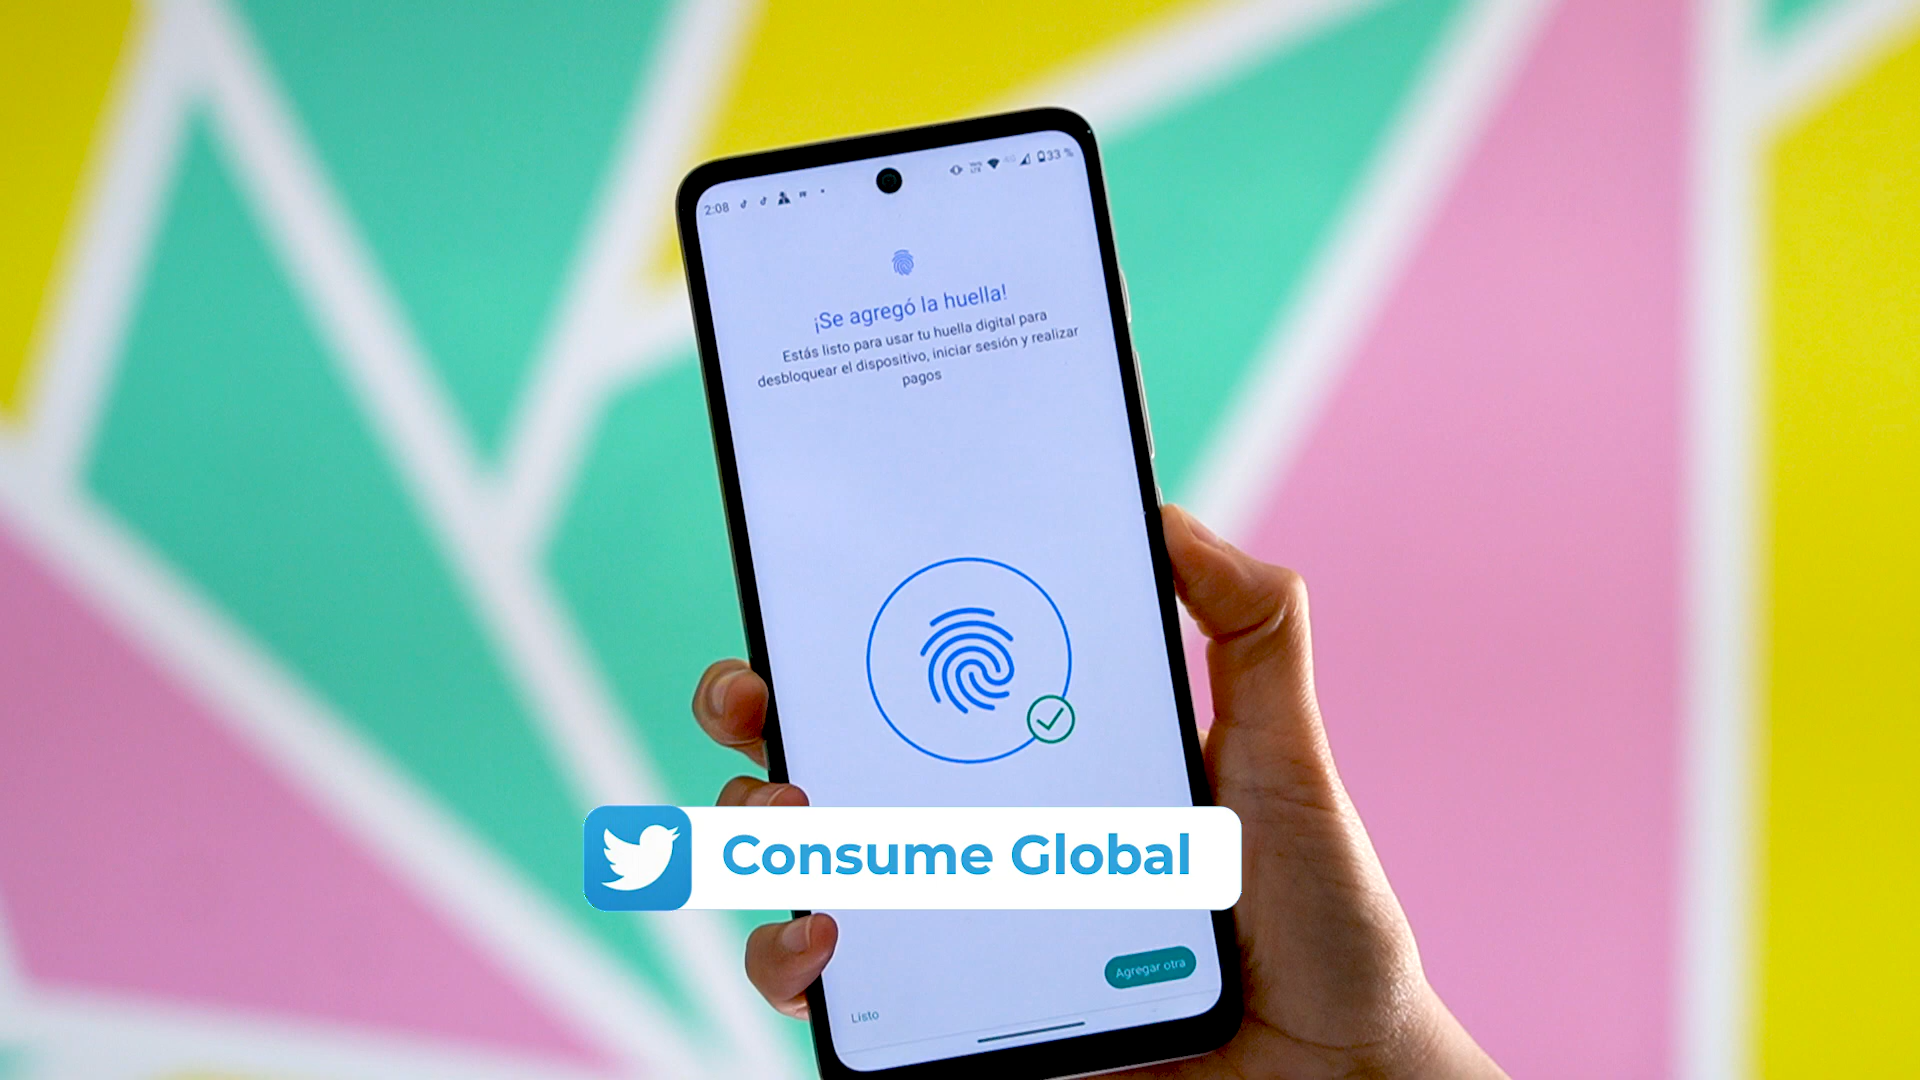 2:08
33 %
¡Se agregó la huella!
Estás listo para usar tu huella digital para
desbloquear el dispositivo, iniciar sesión y realizar
pagos
Consume Global
Agregar otra
Listo